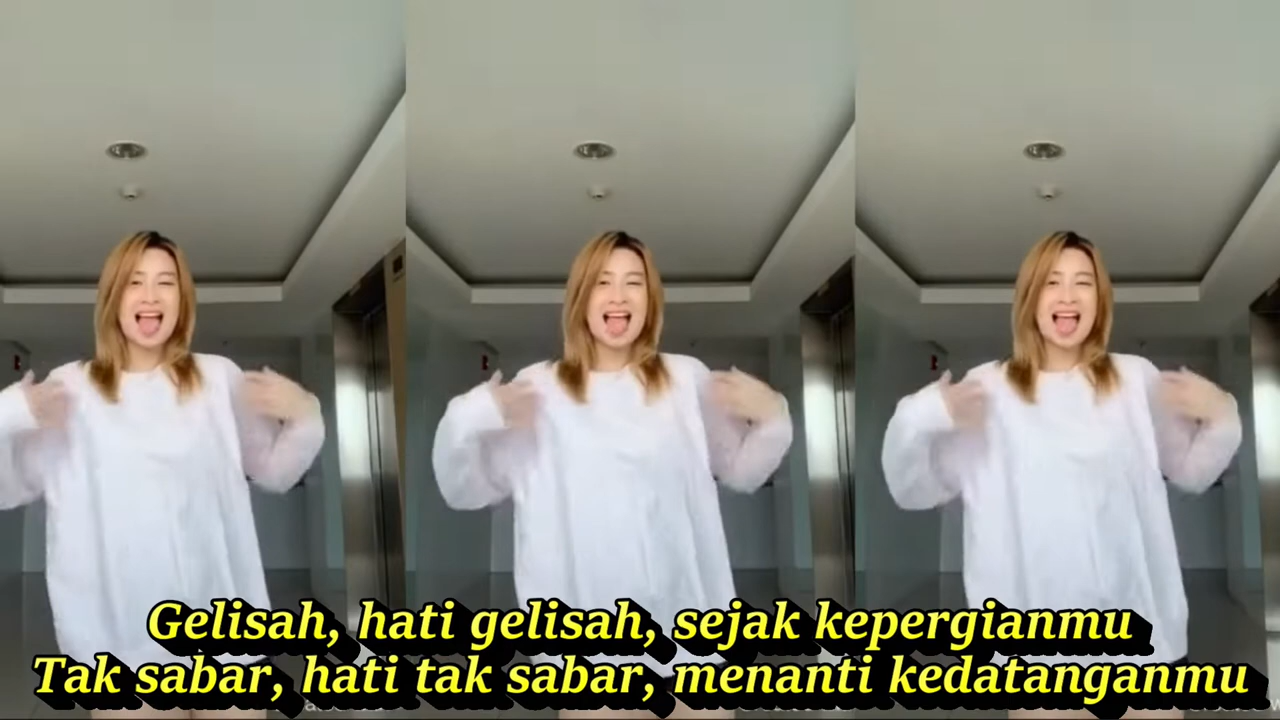 Gelisah, hati gelisah, sejak kepergianmu
Tak sabar, hati tak sabar, menanti kedatanganmu